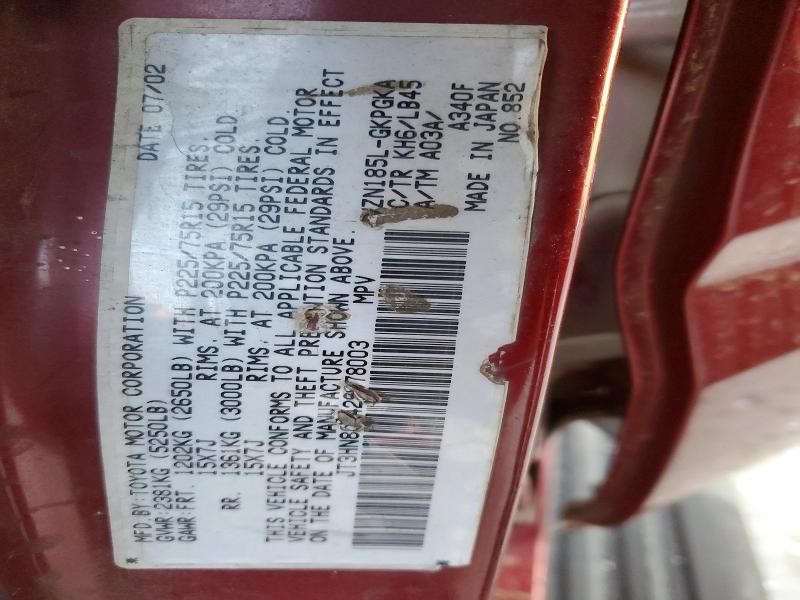 MFD.BY:TOYOTA MOTOR CORPORATION DATE 07/02
GVWR:2381KG (5250LB)
GAWR:FRT. 1202KG (2650LB) WITH P225/75R15 TIRES,
15X7J RIMS, AT 200KPA (29PSI) COLD
RR. 1361KG (3000LB) WITH P225/75R15 TIRES,
15X7J RIMS, AT 200KPA (29PSI) COLD
THIS VEHICLE CONFORMS TO ALL APPLICABLE FEDERAL MOTOR
VEHICLE SAFETY AND THEFT PREVENTION STANDARDS IN EFFECT
ON THE DATE OF MANUFACTURE SHOWN ABOVE.
MPV
ZN185L-GKPGKA
C/TR KH6/LB45
A/TM A03A/
A340F
MADE IN JAPAN
NO.852